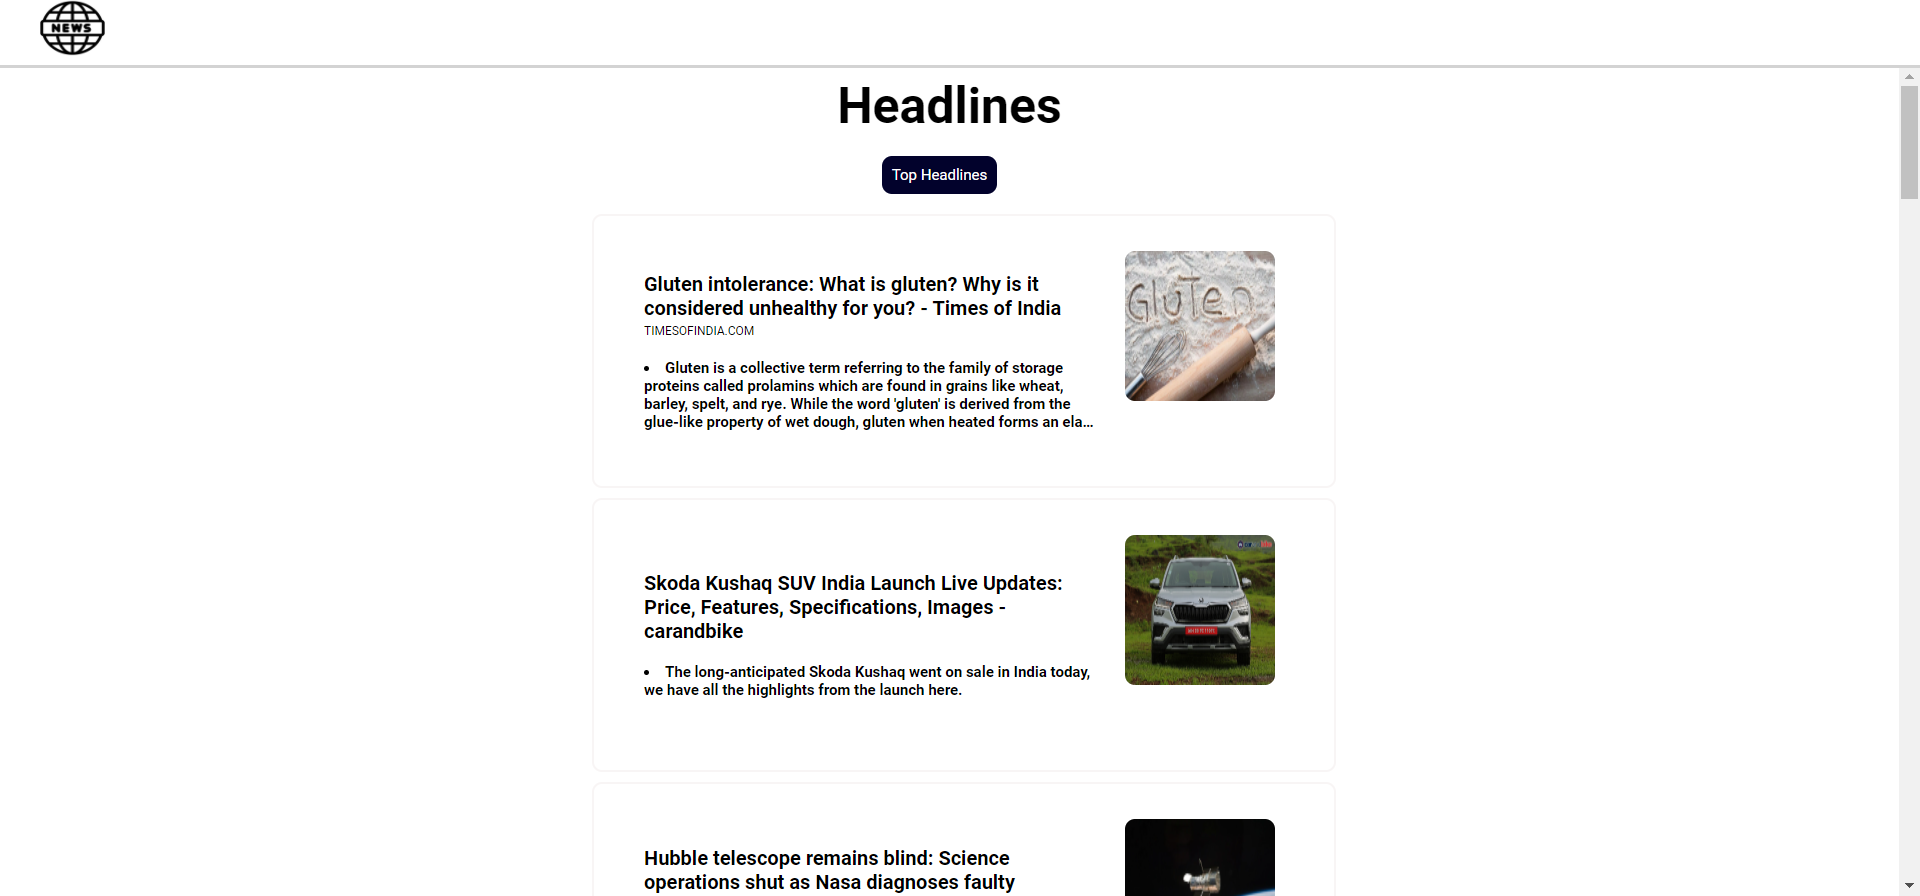 NEWS
Headlines
Top Headlines
Gluten intolerance: What is gluten? Why is it
considered unhealthy for you? - Times of India
TIMESOFINDIA.COM
• Gluten is a collective term referring to the family of storage
proteins called prolamins which are found in grains like wheat,
barley, spelt, and rye. While the word 'gluten' is derived from the
glue-like property of wet dough, gluten when heated forms an ela...
GluTen
Skoda Kushaq SUV India Launch Live Updates:
Price, Features, Specifications, Images -
carandbike
• The long-anticipated Skoda Kushaq went on sale in India today,
we have all the highlights from the launch here.
Hubble telescope remains blind: Science
operations shut as Nasa diagnoses faulty